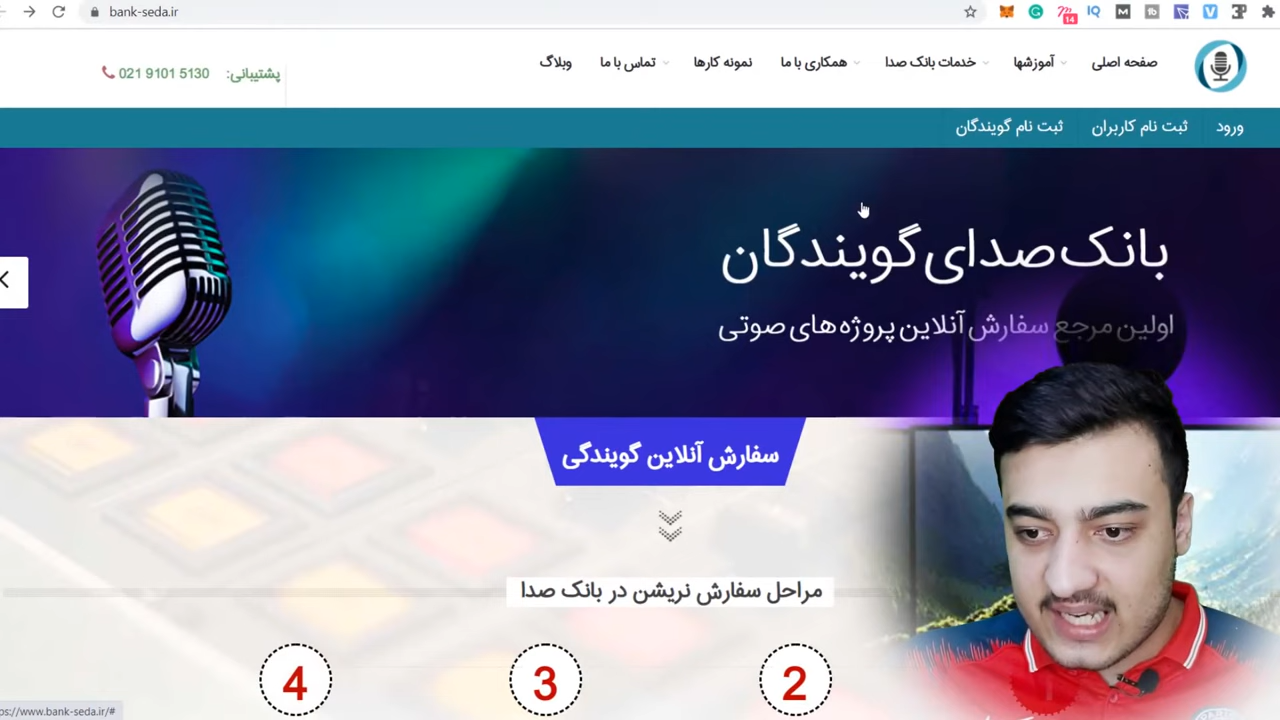 bank-seda.ir
14
صفحه اصلی
آموزشها
خدمات بانک صدا
همکاری با ما
نمونه کارها
تماس با ما
وبلاگ
پشتیبانی: 021 9101 5130
ورود
ثبت نام کاربران
ثبت نام گویندگان
بانک صدای گویندگان
اولین مرجع سفارش آنلاین پروژه های صوتی
سفارش آنلاین گویندگی
مراحل سفارش نریشن در بانک صدا
2
3
4
ps://www.bank-seda.ir/#